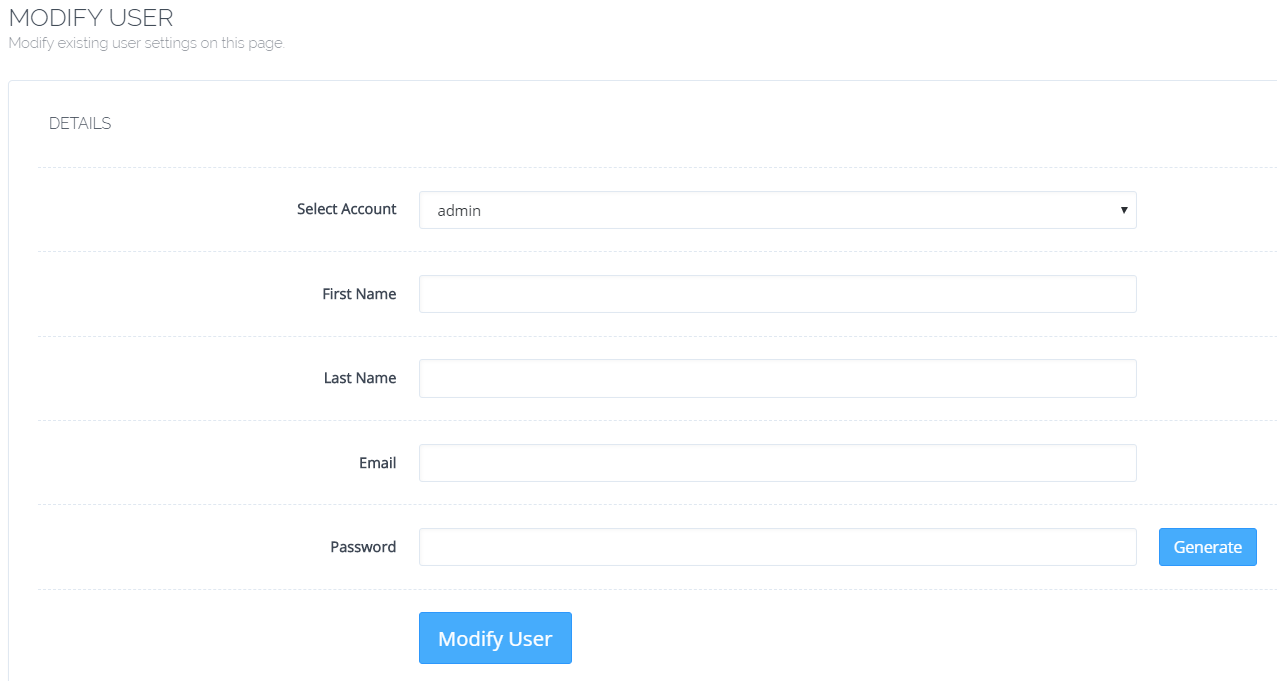 MODIFY USER
Modify existing user settings on this page.
DETAILS
Select Account
admin
First Name
Last Name
Email
Password
Generate
Modify User